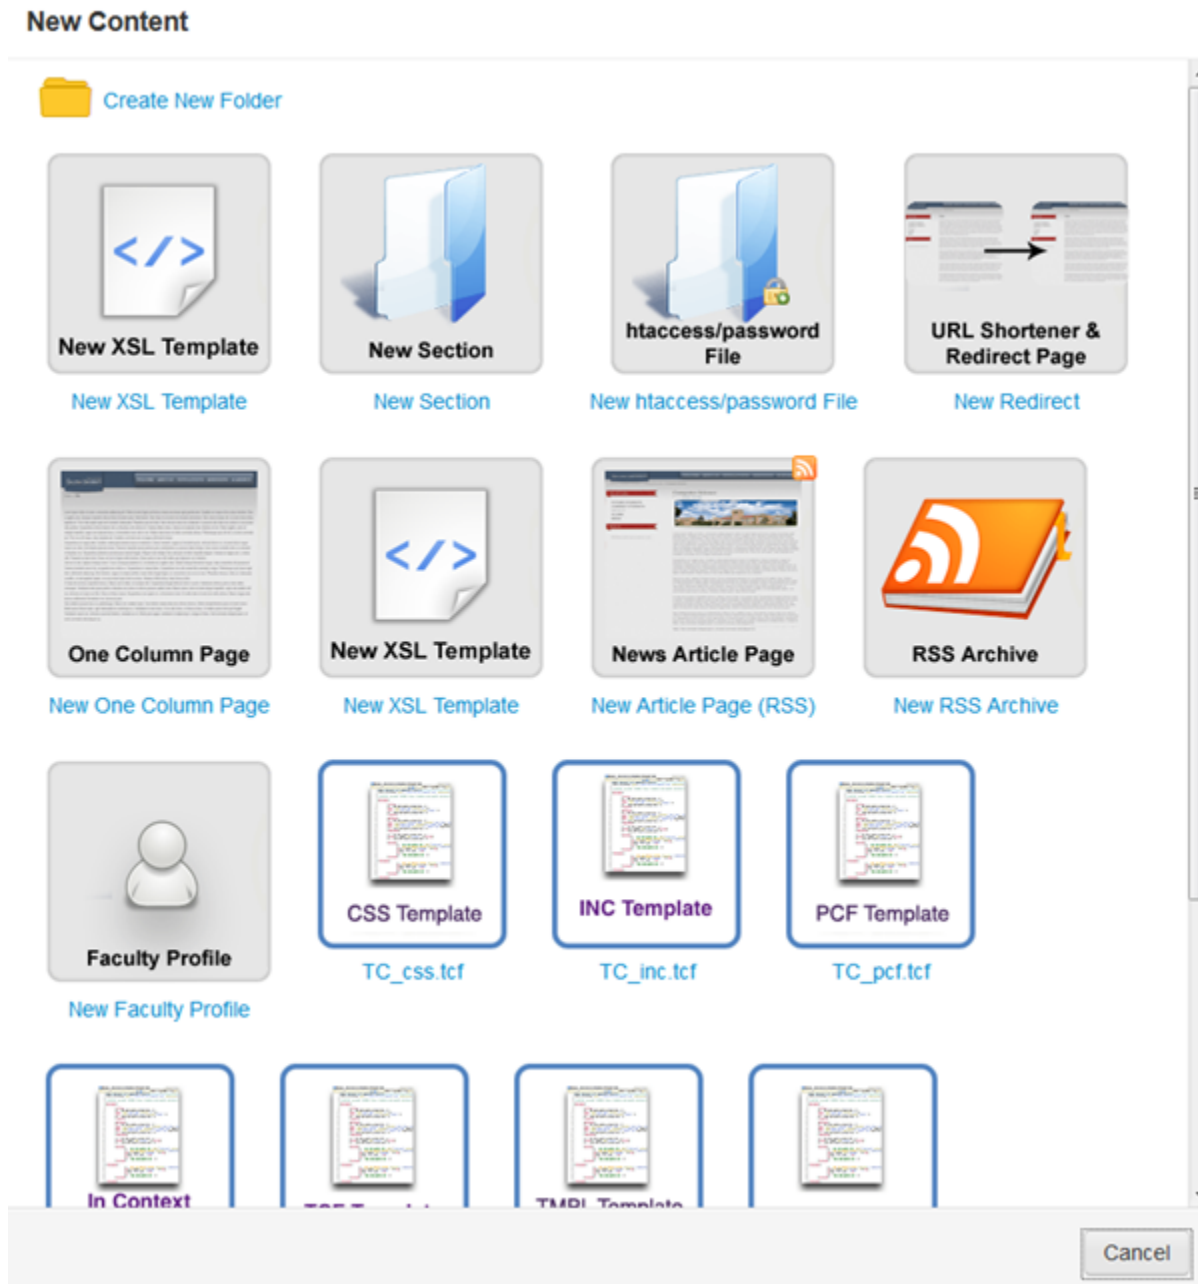 New Content
Create New Folder
New XSL Template
New Section
htaccess/password
File
URL Shortener &
Redirect Page
New XSL Template
New Section
New htaccess/password File
New Redirect
One Column Page
New XSL Template
News Article Page
RSS Archive
New One Column Page
New XSL Template
New Article Page (RSS)
New RSS Archive
Faculty Profile
CSS Template
INC Template
PCF Template
New Faculty Profile
TC_css.tcf
TC_inc.tcf
TC_pcf.tcf
In Context
TMPL Template
Cancel